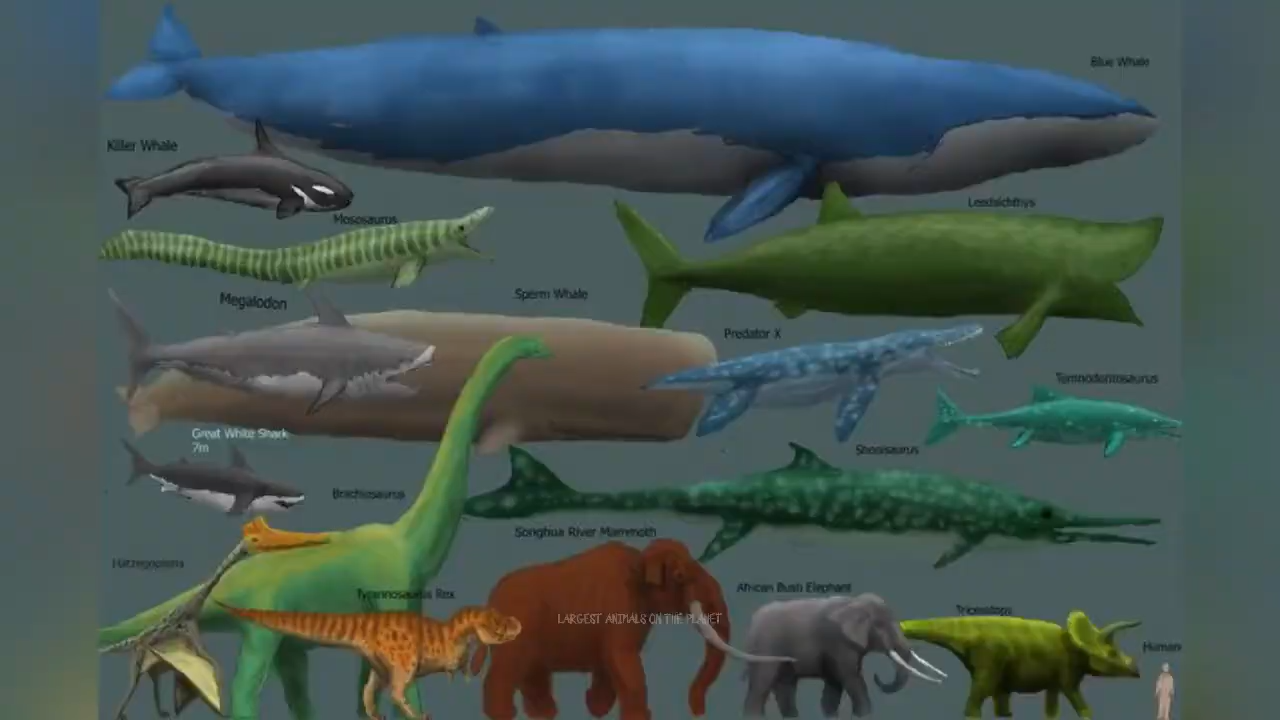 Blue Whale
Killer Whale
Leedsichthys
Mososaurus
Sperm Whale
Megalodon
Predator X
Temnodontosaurus
Great White Shark
7m
Shonisaurus
Brachiosaurus
Songhua River Mammoth
Hatzegopteryx
African Bush Elephant
Tyrannosaurus Rex
Triceratops
LARGEST ANIMALS ON THE PLANET
Human